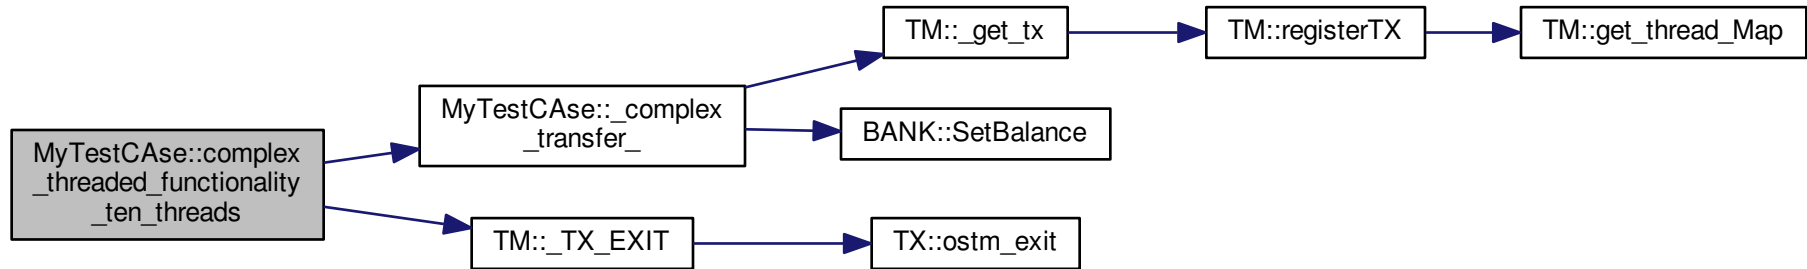 MyTestCAse::complex
_threaded_functionality
_ten_threads
MyTestCAse::_complex
_transfer_
TM::_get_tx
TM::registerTX
TM::get_thread_Map
BANK::SetBalance
TM::_TX_EXIT
TX::ostm_exit